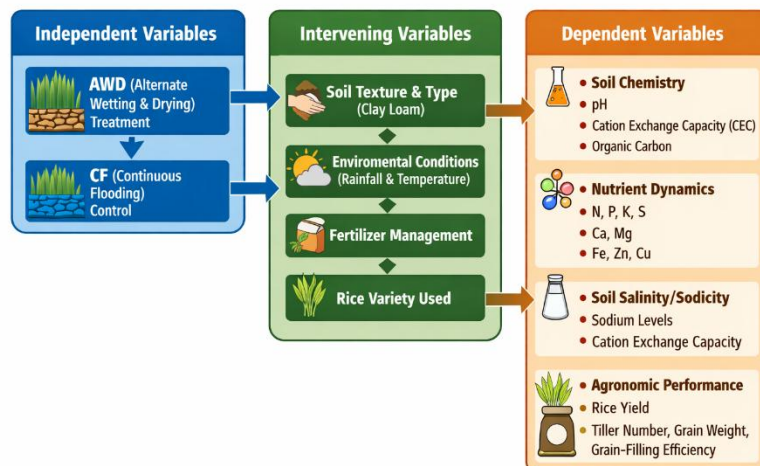 Independent Variables
AWD (Alternate
Wetting & Drying)
Treatment
CF (Continuous
Flooding)
Control
Intervening Variables
Soil Texture & Type
(Clay Loam)
Enviromental Conditions
(Rainfall & Temperature)
Fertilizer Management
Rice Variety Used
Dependent Variables
Soil Chemistry
• pH
• Cation Exchange Capacity (CEC)
• Organic Carbon
Nutrient Dynamics
• N, P, K, S
• Ca, Mg
• Fe, Zn, Cu
• Soil Salinity/Sodicity
• Sodium Levels
• Cation Exchange Capacity
Agronomic Performance
• Rice Yield
• Tiller Number, Grain Weight,
Grain-Filling Efficiency